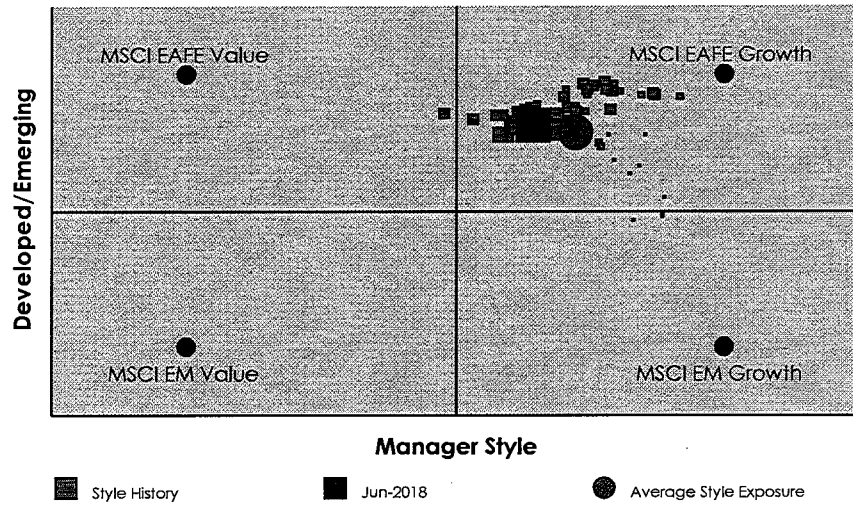 MSCI EAFE Value
MSCI EAFE Growth
Developed/Emerging
MSCI EM Value
MSCI EM Growth
Manager Style
Style History
Jun-2018
Average Style Exposure